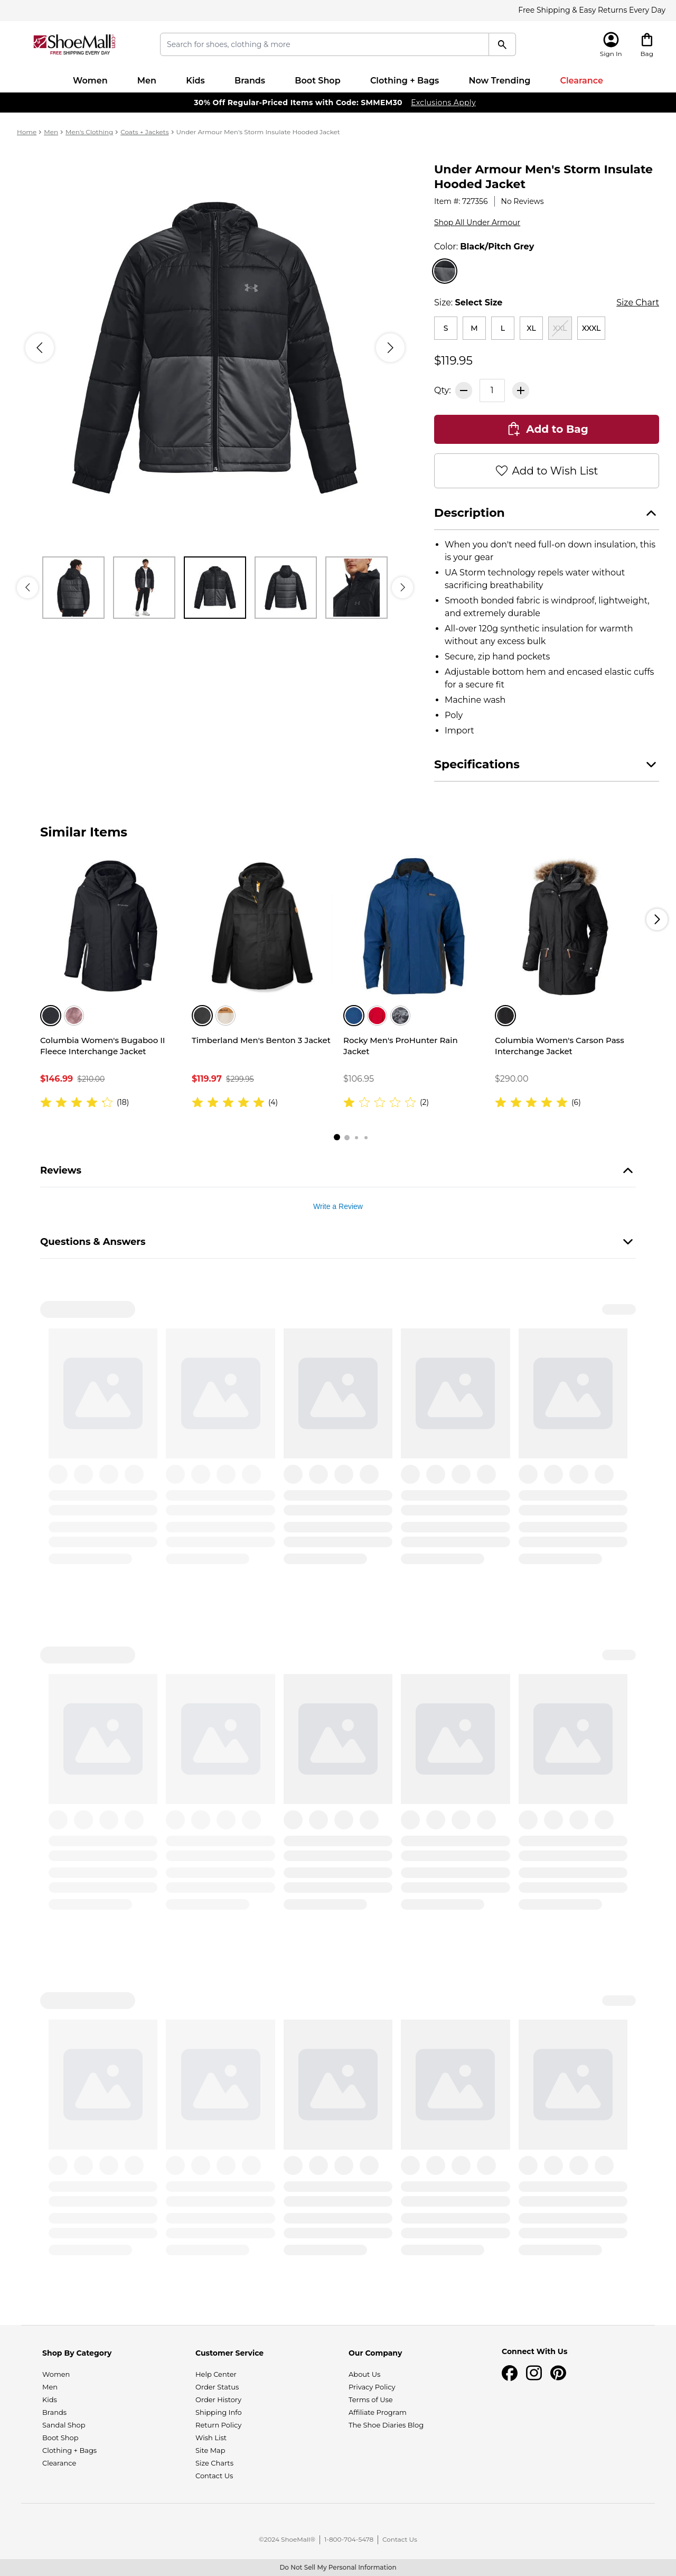 Free Shipping & Easy Returns Every Day
ShoeMall.com
FREE SHIPPING EVERY DAY
Search for shoes, clothing & more
Sign In
Bag
Women
Men
Kids
Brands
Boot Shop
Clothing + Bags
Now Trending
Clearance
30% Off Regular-Priced Items with Code: SMMEM30 Exclusions Apply
Home > Men > Men's Clothing > Coats + Jackets > Under Armour Men's Storm Insulate Hooded Jacket
Under Armour Men's Storm Insulate
Hooded Jacket
Item #: 727356 | No Reviews
Shop All Under Armour
Color: Black/Pitch Grey
Size: Select Size
Size Chart
S
M
L
XL
XXL
XXXL
$119.95
Qty:
1
Add to Bag
Add to Wish List
Description
• When you don't need full-on down insulation, this
is your gear
• UA Storm technology repels water without
sacrificing breathability
• Smooth bonded fabric is windproof, lightweight,
and extremely durable
• All-over 120g synthetic insulation for warmth
without any excess bulk
• Secure, zip hand pockets
• Adjustable bottom hem and encased elastic cuffs
for a secure fit
• Machine wash
• Poly
• Import
Specifications
Similar Items
Columbia Women's Bugaboo II
Fleece Interchange Jacket
$146.99 $210.00
(18)
Timberland Men's Benton 3 Jacket
$119.97 $299.95
(4)
Rocky Men's ProHunter Rain
Jacket
$106.95
(2)
Columbia Women's Carson Pass
Interchange Jacket
$290.00
(6)
Reviews
Write a Review
Questions & Answers
Shop By Category
Women
Men
Kids
Brands
Sandal Shop
Boot Shop
Clothing + Bags
Clearance
Customer Service
Help Center
Order Status
Order History
Shipping Info
Return Policy
Wish List
Site Map
Size Charts
Contact Us
Our Company
About Us
Privacy Policy
Terms of Use
Affiliate Program
The Shoe Diaries Blog
Connect With Us
©2024 ShoeMall® | 1-800-704-5478 | Contact Us
Do Not Sell My Personal Information